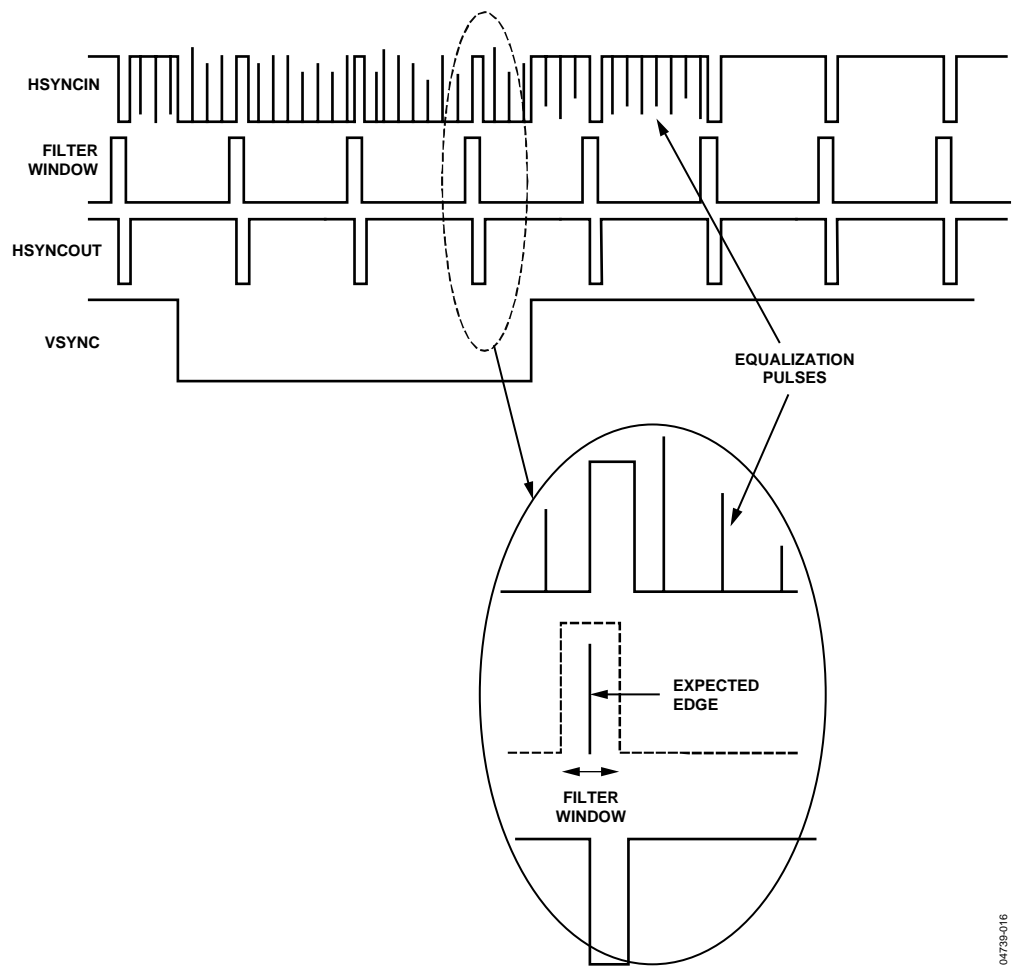 HSYNCIN
FILTER
WINDOW
HSYNCOUT
VSYNC
EQUALIZATION
PULSES
EXPECTED
EDGE
FILTER
WINDOW
04739-016